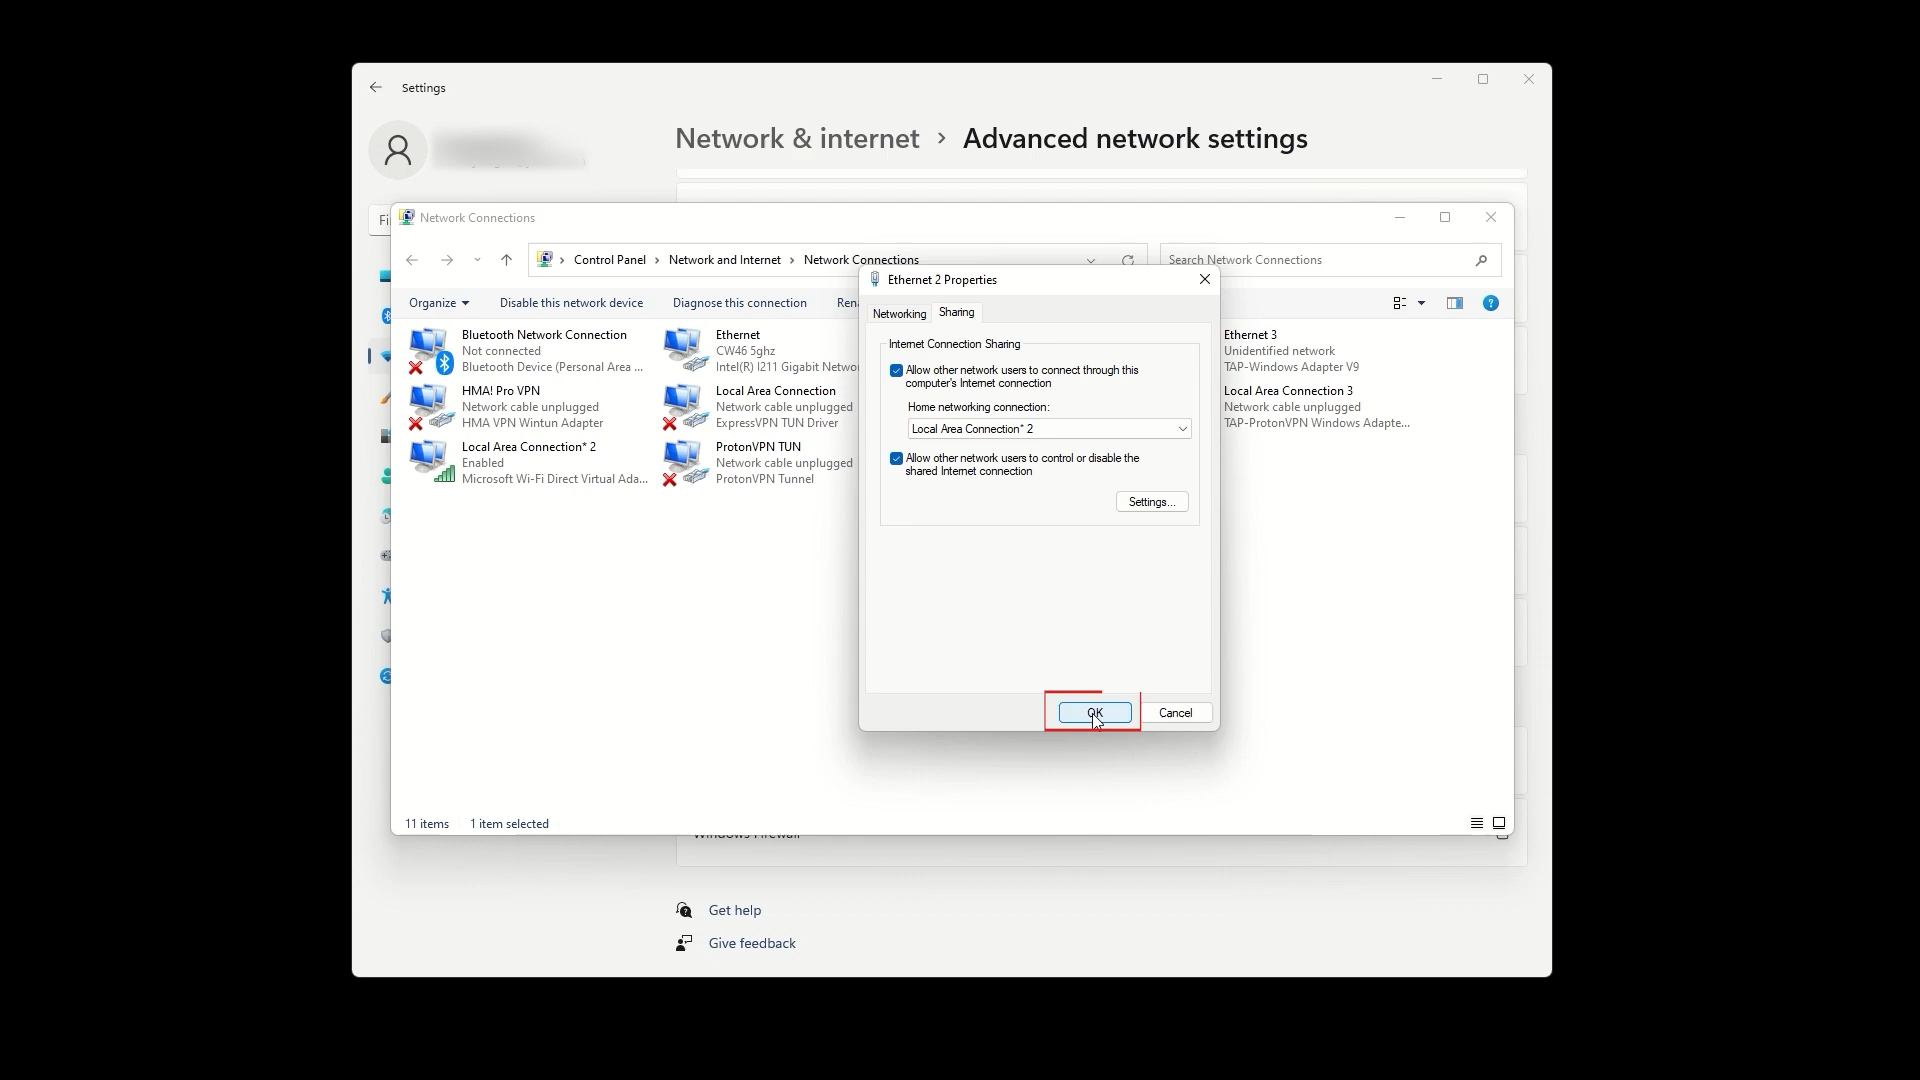 Settings
Network & internet > Advanced network settings
Fi
Network Connections
Control Panel > Network and Internet > Network Connections
Search Network Connections
Organize
Disable this network device
Diagnose this connection
Ren
Bluetooth Network Connection
Not connected
Bluetooth Device (Personal Area ...
Ethernet
CW46 5ghz
Intel(R) I211 Gigabit Netwo
HMA! Pro VPN
Network cable unplugged
HMA VPN Wintun Adapter
Local Area Connection
Network cable unplugged
ExpressVPN TUN Driver
Local Area Connection* 2
Enabled
Microsoft Wi-Fi Direct Virtual Ada...
ProtonVPN TUN
Network cable unplugged
ProtonVPN Tunnel
Ethernet 3
Unidentified network
TAP-Windows Adapter V9
Local Area Connection 3
Network cable unplugged
TAP-ProtonVPN Windows Adapte...
Ethernet 2 Properties
Networking
Sharing
Internet Connection Sharing
Allow other network users to connect through this
computer's Internet connection
Home networking connection:
Local Area Connection* 2
Allow other network users to control or disable the
shared Internet connection
Settings...
OK
Cancel
11 items
1 item selected
Windows Firewall
Get help
Give feedback